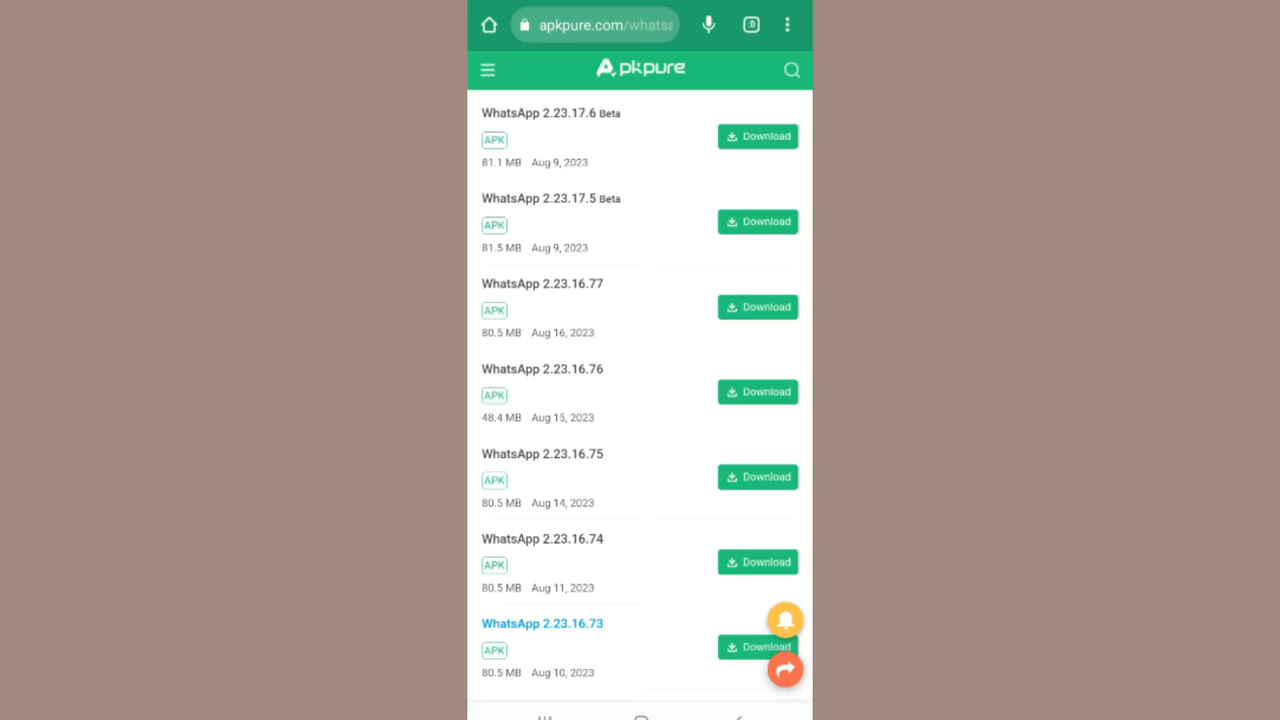 apkpure.com/whatsa
:D
Apkpure
WhatsApp 2.23.17.6 Beta
APK
Download
81.1 MB Aug 9, 2023
WhatsApp 2.23.17.5 Beta
APK
Download
81.5 MB Aug 9, 2023
WhatsApp 2.23.16.77
APK
Download
80.5 MB Aug 16, 2023
WhatsApp 2.23.16.76
APK
Download
48.4 MB Aug 15, 2023
WhatsApp 2.23.16.75
APK
Download
80.5 MB Aug 14, 2023
WhatsApp 2.23.16.74
APK
Download
80.5 MB Aug 11, 2023
WhatsApp 2.23.16.73
APK
Download
80.5 MB Aug 10, 2023